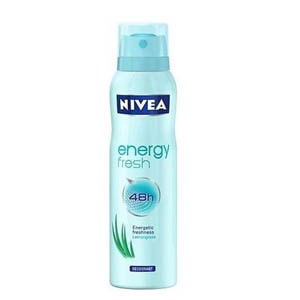 NIVEA
energy
fresh
48h
Energetic
freshness
Lemongrass
DEODORANT